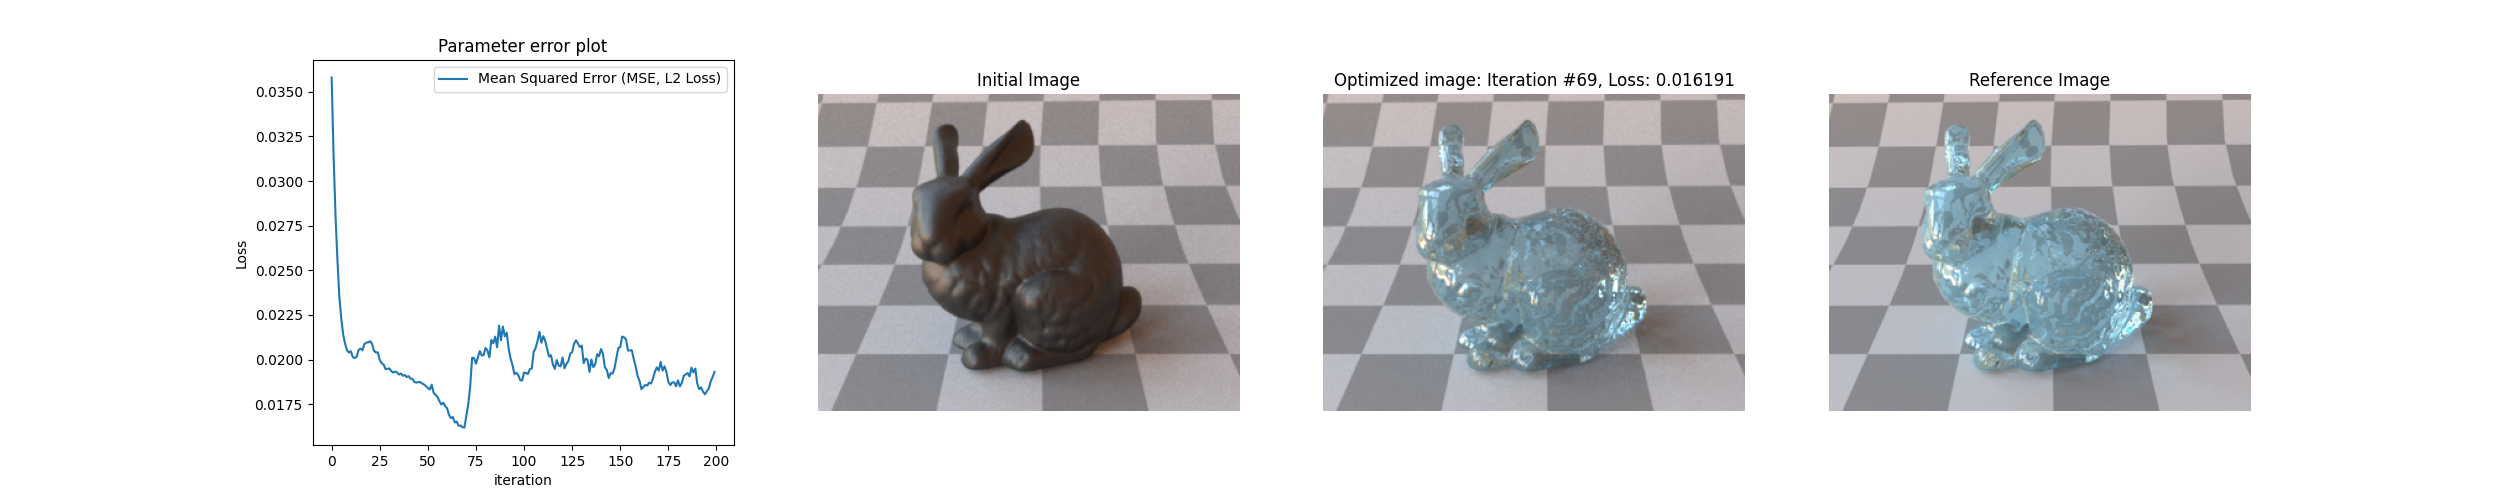 Parameter error plot
Mean Squared Error (MSE, L2 Loss)
0.0350
0.0325
0.0300
0.0275
0.0250
0.0225
0.0200
0.0175
Loss
0
25
50
75
100
125
150
175
200
iteration
Initial Image
Optimized image: Iteration #69, Loss: 0.016191
Reference Image